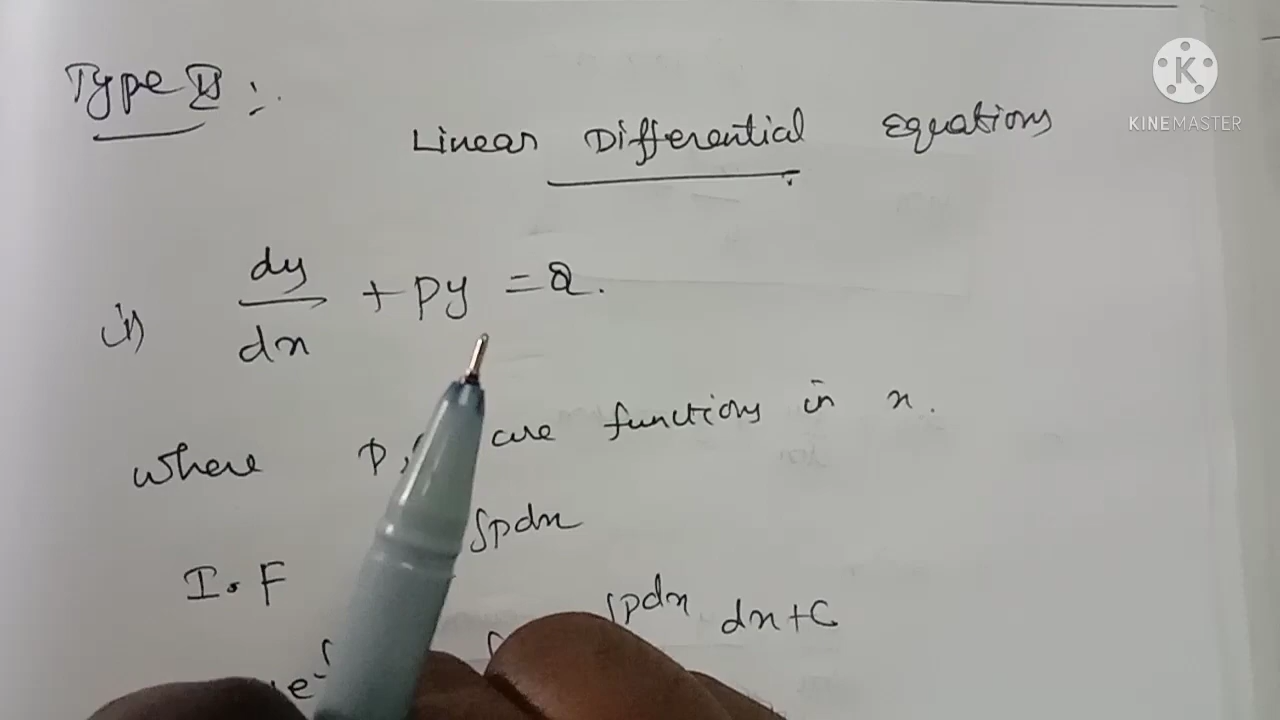 Type II :
Linear Differential Equations
KINEMASTER
i) dy/dx + Py = Q.
where P, are functions in x.
I.F ∫pdx
e∫ ∫pdx dx+C